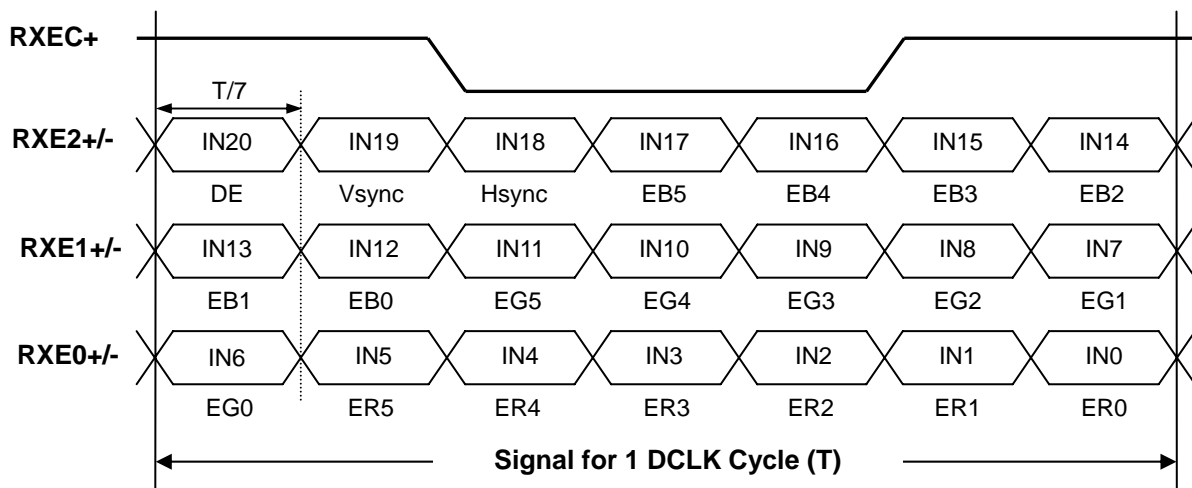 RXEC+
T/7
RXE2+/- IN20 IN19 IN18 IN17 IN16 IN15 IN14
DE Vsync Hsync EB5 EB4 EB3 EB2
RXE1+/- IN13 IN12 IN11 IN10 IN9 IN8 IN7
EB1 EB0 EG5 EG4 EG3 EG2 EG1
RXE0+/- IN6 IN5 IN4 IN3 IN2 IN1 IN0
EG0 ER5 ER4 ER3 ER2 ER1 ER0
Signal for 1 DCLK Cycle (T)